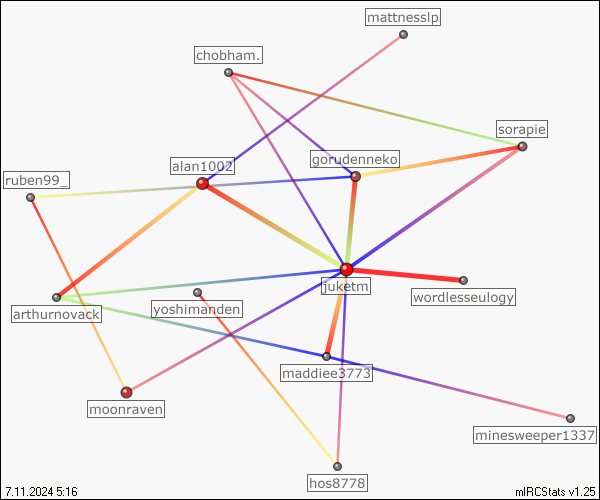 mattnesslp
chobham.
sorapie
gorudenneko
alan1002
ruben99_
juketm
wordlesseulogy
yoshimanden
arthurnovack
maddiee3773
moonraven
minesweeper1337
hos8778
7.11.2024 5:16
mIRCStats v1.25